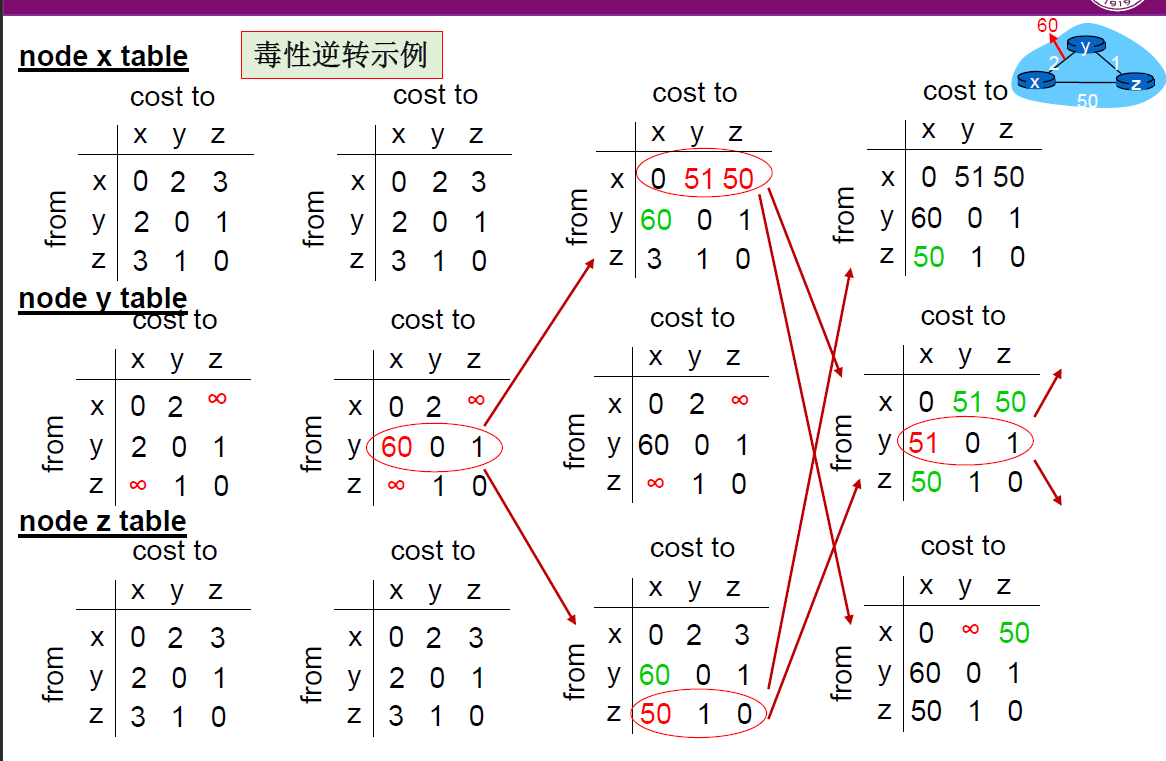 1919
毒性逆转示例
60
y
2
1
x
z
50
node x table
cost to cost to cost to cost to
x y z x y z x y z x y z
from x 0 2 3 from x 0 2 3 from x 0 51 50 from x 0 51 50
y 2 0 1 y 2 0 1 y 60 0 1 y 60 0 1
z 3 1 0 z 3 1 0 z 3 1 0 z 50 1 0
node y table
cost to cost to cost to cost to
x y z x y z x y z x y z
from x 0 2 ∞ from x 0 2 ∞ from x 0 2 ∞ from x 0 51 50
y 2 0 1 y 60 0 1 y 60 0 1 y 51 0 1
z ∞ 1 0 z ∞ 1 0 z ∞ 1 0 z 50 1 0
node z table
cost to cost to cost to cost to
x y z x y z x y z x y z
from x 0 2 3 from x 0 2 3 from x 0 2 3 from x 0 ∞ 50
y 2 0 1 y 2 0 1 y 60 0 1 y 60 0 1
z 3 1 0 z 3 1 0 z 50 1 0 z 50 1 0